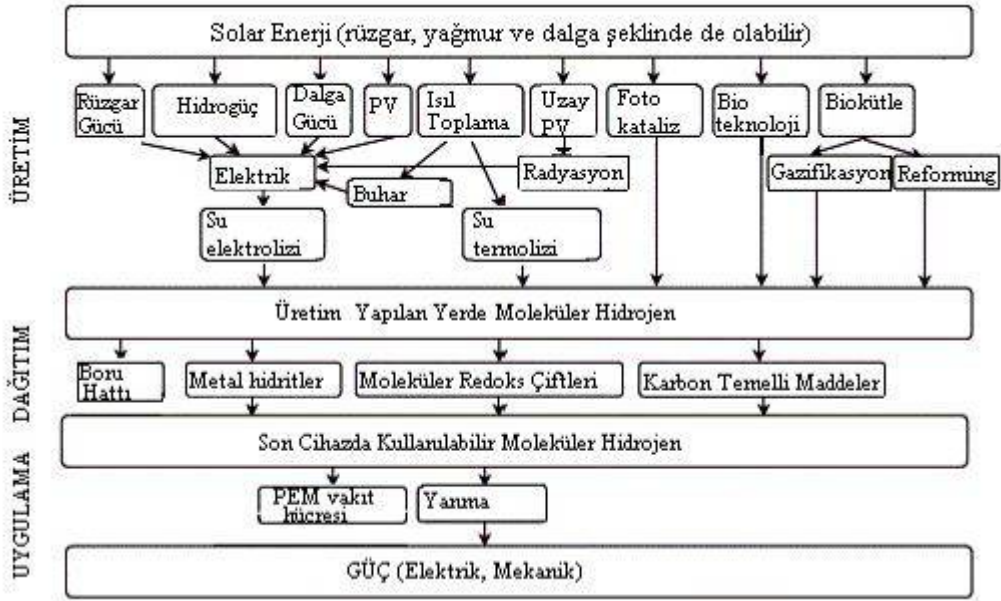 Solar Enerji (rüzgar, yağmur ve dalga şeklinde de olabilir)
Rüzgar
Gücü
Hidrogüç
Dalga
Gücü
PV
Isıl
Toplama
Uzay
PV
Foto
kataliz
Bio
teknoloji
Biokütle
ÜRETİM
Elektrik
Buhar
Radyasyon
Gazifikasyon
Reforming
Su
elektrolizi
Su
termolizi
Üretim Yapılan Yerde Moleküler Hidrojen
DAĞITIM
Boru
Hattı
Metal hidritler
Moleküler Redoks Çiftleri
Karbon Temelli Maddeler
Son Cihazda Kullanılabilir Moleküler Hidrojen
UYGULAMA
PEM vakıt
hücresi
Yanma
GÜÇ (Elektrik, Mekanik)